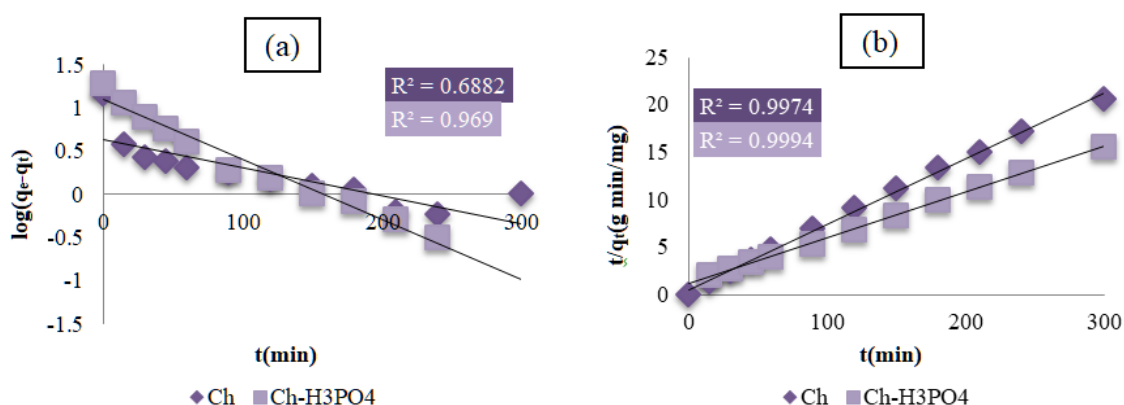 (a)
1.5
1
0.5
0
-0.5
-1
-1.5
0
100
200
300
log(qe-qt)
R² = 0.6882
R² = 0.969
t(min)
Ch
Ch-H3PO4
(b)
25
20
15
10
5
0
0
100
200
300
t/qt(g min/mg)
R² = 0.9974
R² = 0.9994
t(min)
Ch
Ch-H3PO4